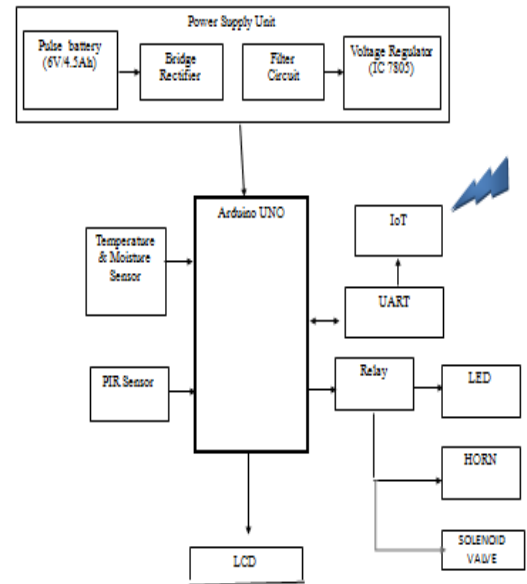 Power Supply Unit
Pulse battery
(6V/4.5Ah)
Bridge
Rectifier
Filter
Circuit
Voltage Regulator
(IC 7805)
Arduino UNO
IoT
Temperature
& Moisture
Sensor
UART
PIR Sensor
Relay
LED
HORN
SOLENOID
VALVE
LCD